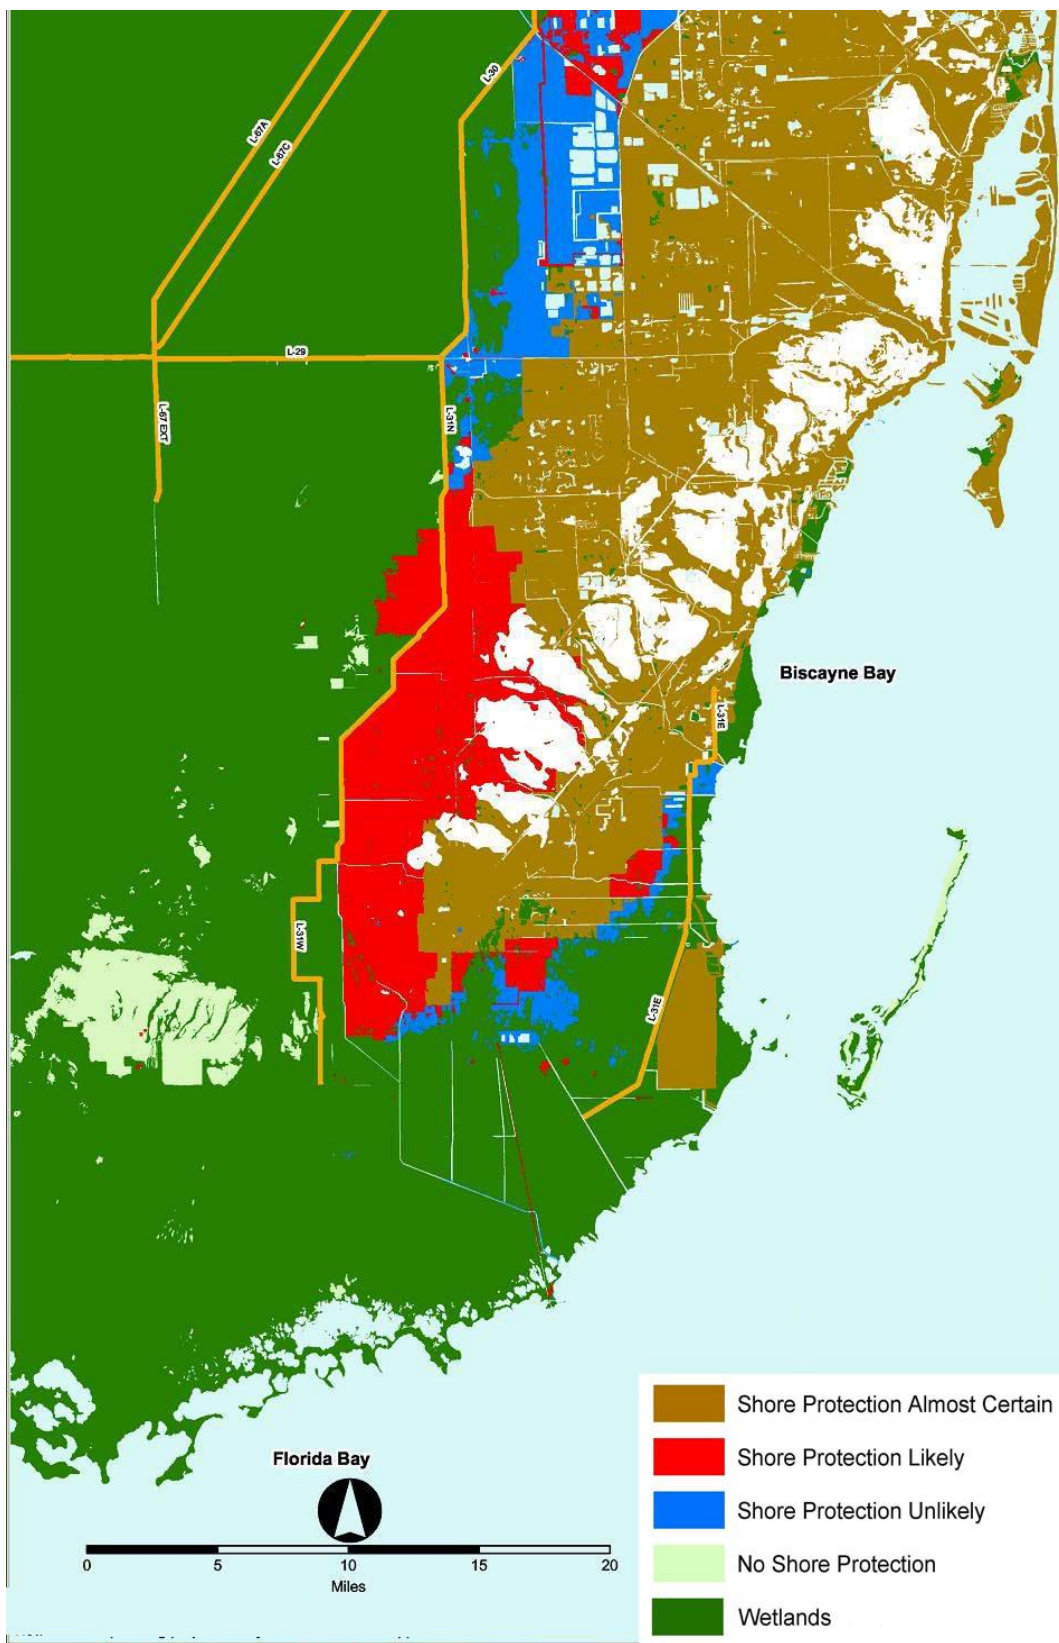 L-30
L-67A
L-67C
L-29
L-67 EXT
L-31N
Biscayne Bay
L-31E
L-31W
L-31E
Florida Bay
0 5 10 15 20
Miles
Shore Protection Almost Certain
Shore Protection Likely
Shore Protection Unlikely
No Shore Protection
Wetlands